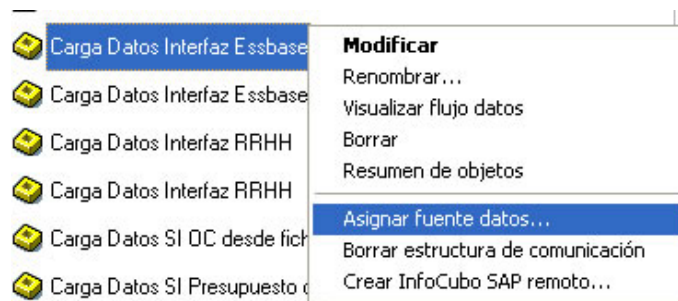 Carga Datos Interfaz Essbase
Carga Datos Interfaz Essbase
Carga Datos Interfaz RRHH
Carga Datos Interfaz RRHH
Carga Datos SI OC desde
Carga Datos SI Presupuesto
Modificar
Renombrar...
Visualizar flujo datos
Borrar
Resumen de objetos
Asignar fuente datos...
Borrar estructura de comunicación
Crear InfoCubo SAP remoto...